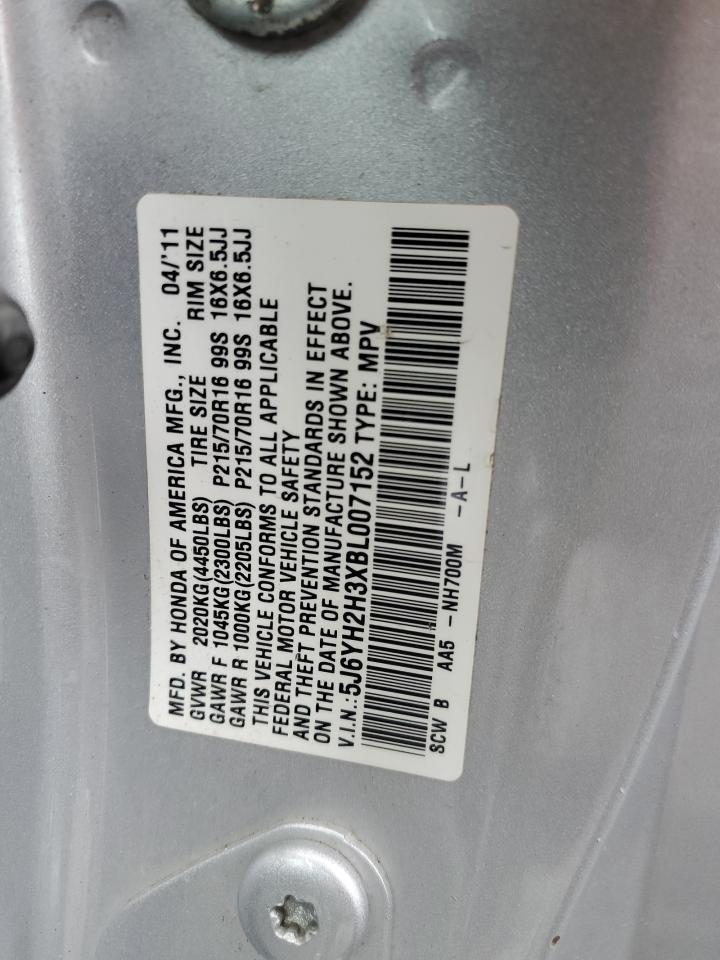 MFD. BY HONDA OF AMERICA MFG., INC. 04/'11
GVWR 2020KG(4450LBS) TIRE SIZE RIM SIZE
GAWR F 1045KG(2300LBS) P215/70R16 99S 16X6.5JJ
GAWR R 1000KG(2205LBS) P215/70R16 99S 16X6.5JJ
THIS VEHICLE CONFORMS TO ALL APPLICABLE
FEDERAL MOTOR VEHICLE SAFETY
AND THEFT PREVENTION STANDARDS IN EFFECT
ON THE DATE OF MANUFACTURE SHOWN ABOVE.
V.I.N.:5J6YH2H3XBL007152 TYPE: MPV
SCW B AA5 -NH700M -A-L